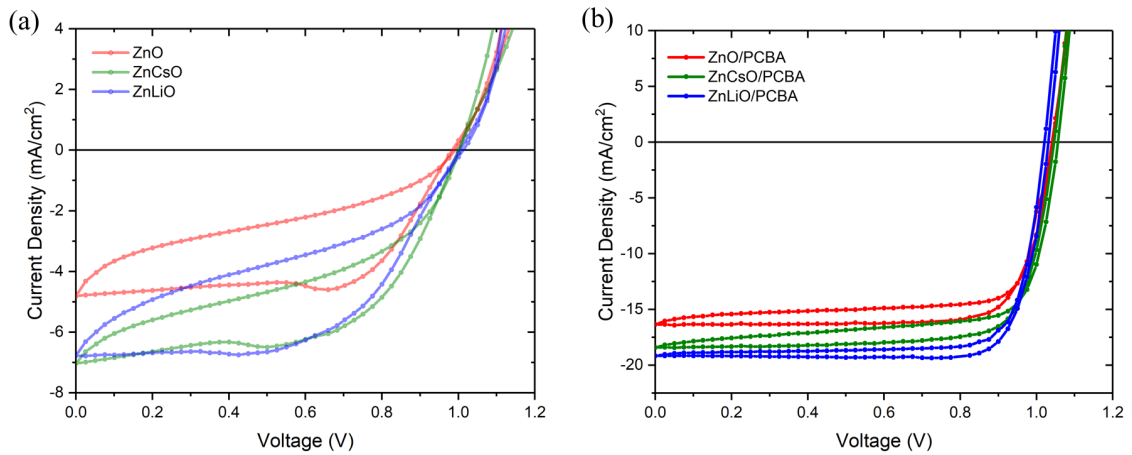 (a)
4
2
0
-2
-4
-6
-8
Current Density (mA/cm²)
ZnO
ZnCsO
ZnLiO
0.0 0.2 0.4 0.6 0.8 1.0 1.2
Voltage (V)
(b)
10
5
0
-5
-10
-15
-20
Current Density (mA/cm²)
ZnO/PCBA
ZnCsO/PCBA
ZnLiO/PCBA
0.0 0.2 0.4 0.6 0.8 1.0 1.2
Voltage (V)